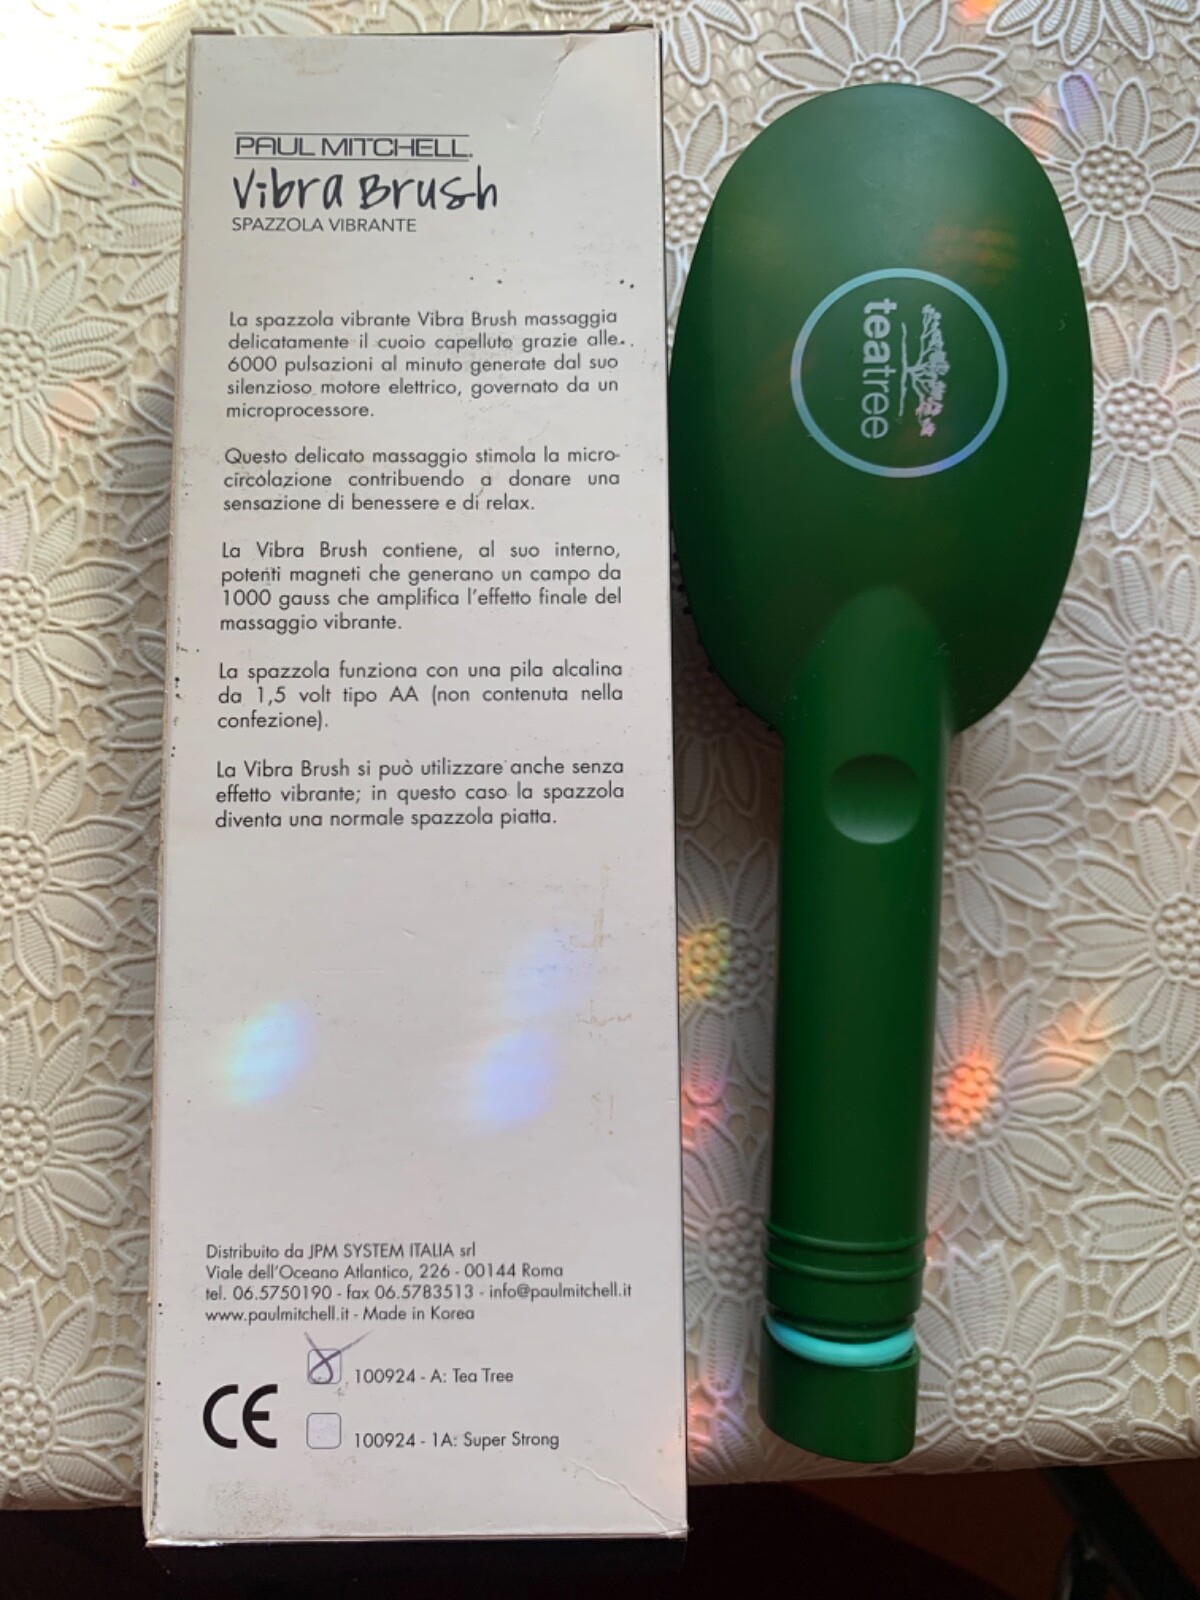 PAUL MITCHELL.
Vibra Brush
SPAZZOLA VIBRANTE
La spazzola vibrante Vibra Brush massaggia
delicatamente il cuoio capelluto grazie alle
6000 pulsazioni al minuto generate dal suo
silenzioso motore elettrico, governato da un
microprocessore.
Questo delicato massaggio stimola la micro-
circolazione contribuendo a donare una
sensazione di benessere e di relax.
La Vibra Brush contiene, al suo interno,
potenti magneti che generano un campo da
1000 gauss che amplifica l'effetto finale del
massaggio vibrante.
La spazzola funziona con una pila alcalina
da 1,5 volt tipo AA (non contenuta nella
confezione).
La Vibra Brush si può utilizzare anche senza
effetto vibrante; in questo caso la spazzola
diventa una normale spazzola piatta.
Distribuito da JPM SYSTEM ITALIA srl
Viale dell'Oceano Atlantico, 226 - 00144 Roma
tel. 06.5750190 - fax 06.5783513 - info@paulmitchell.it
www.paulmitchell.it - Made in Korea
100924 - A: Tea Tree
CE
100924 - 1A: Super Strong
teatree